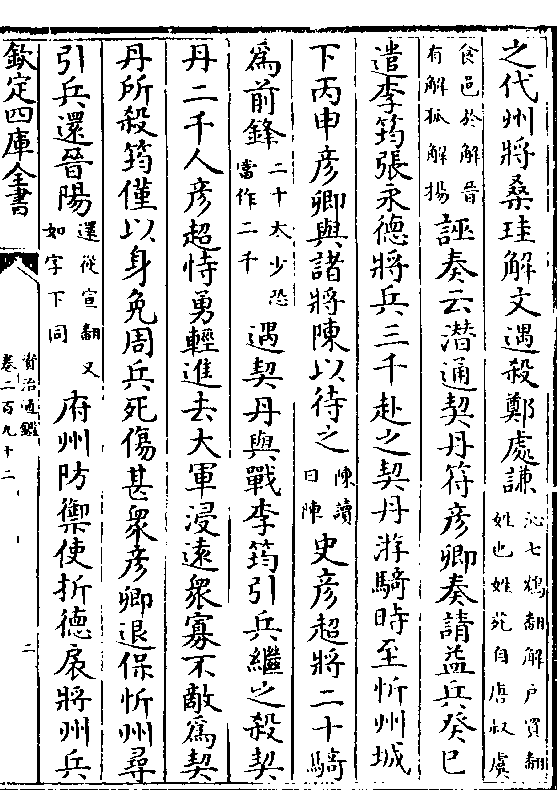 之代州將桑珪解文遇殺鄭處謙沁七鴆翻解户買翻姓也姓苑自唐叔虞
食邑於解晉有解狐解揚誣奏云潛通契丹符彥卿奏請益兵癸巳
遣李筠張永德將兵三千赴之契丹游騎時至忻州城
下丙申彥卿與諸將陳以待之陳讀曰陣史彥超將二十騎
為前鋒二十太少恐當作二千遇契丹與戰李筠引兵繼之殺契
丹二千人彥超恃勇輕進去大軍浸遠衆寡不敵爲契
丹所殺筠僅以身免周兵死傷甚衆彥卿退保忻州尋
引兵還晉陽還從宣翻又如字下同府州防禦使折德扆將州兵
欽定四庫全書
資治通鑑
卷二百九十二
二